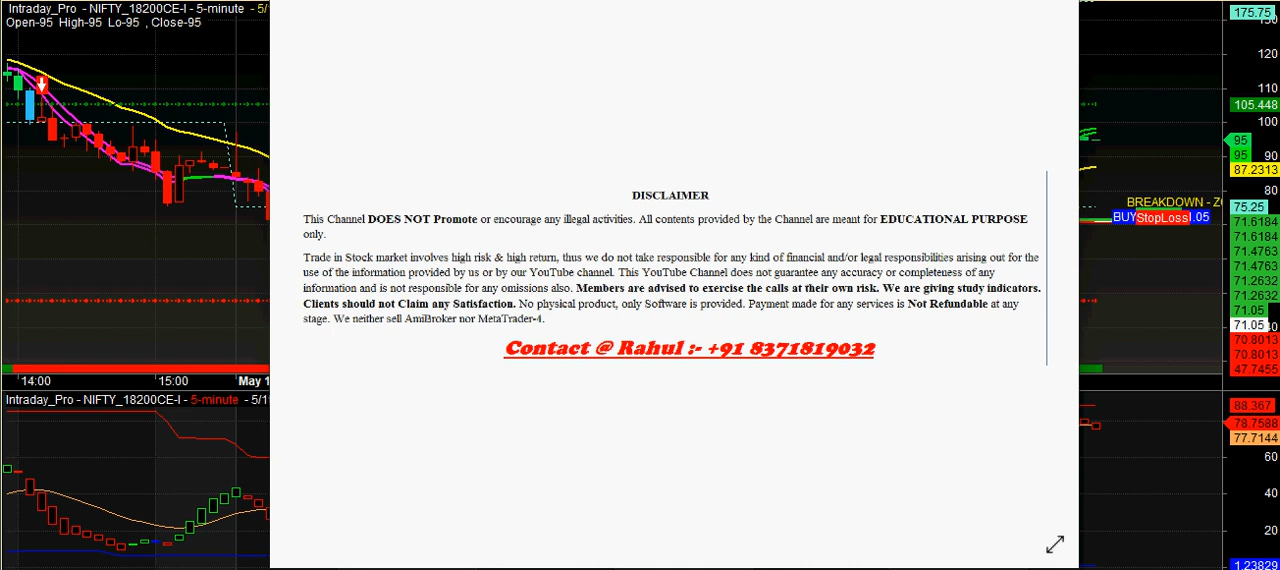 Intraday_Pro - NIFTY_18200CE-I - 5-minute - 5/1
Open-95 High-95 Lo-95 , Close-95
175.75
130
110
105.448
100
95
95
90
87.2313
80
75.25
BREAKDOWN - Z
BUY StopLoss .05
71.6184
71.6184
71.4763
71.4763
71.2632
71.2632
71.05
71.05
70.8013
70.8013
47.7455
14:00 15:00 May 1
DISCLAIMER
This Channel DOES NOT Promote or encourage any illegal activities. All contents provided by the Channel are meant for EDUCATIONAL PURPOSE
only.
Trade in Stock market involves high risk & high return, thus we do not take responsible for any kind of financial and/or legal responsibilities arising out for the
use of the information provided by us or by our YouTube channel. This YouTube Channel does not guarantee any accuracy or completeness of any
information and is not responsible for any omissions also. Members are advised to exercise the calls at their own risk. We are giving study indicators.
Clients should not Claim any Satisfaction. No physical product, only Software is provided. Payment made for any services is Not Refundable at any
stage. We neither sell AmiBroker nor MetaTrader-4.
Contact @ Rahul :- +91 8371819032
Intraday_Pro - NIFTY_18200CE-I - 5-minute - 5/1
88.367
78.7588
77.7144
60
40
20
1.23829